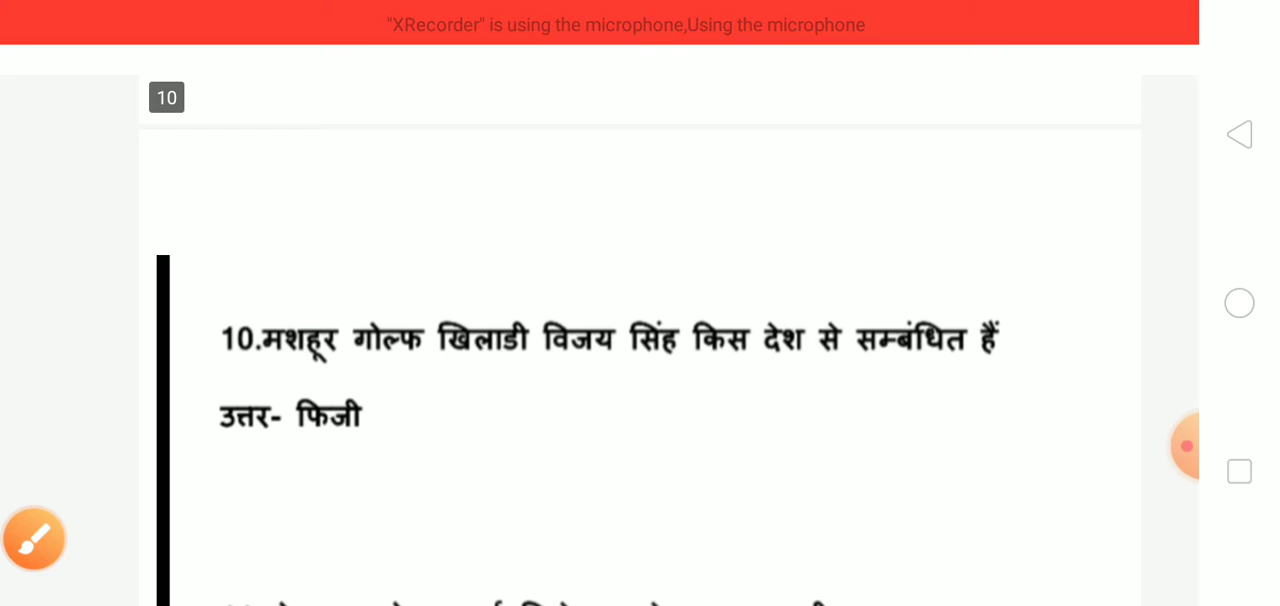 "XRecorder" is using the microphone,Using the microphone
10
10.मशहूर गोल्फ खिलाडी विजय सिंह किस देश से सम्बंधित हैं
उत्तर- फिजी